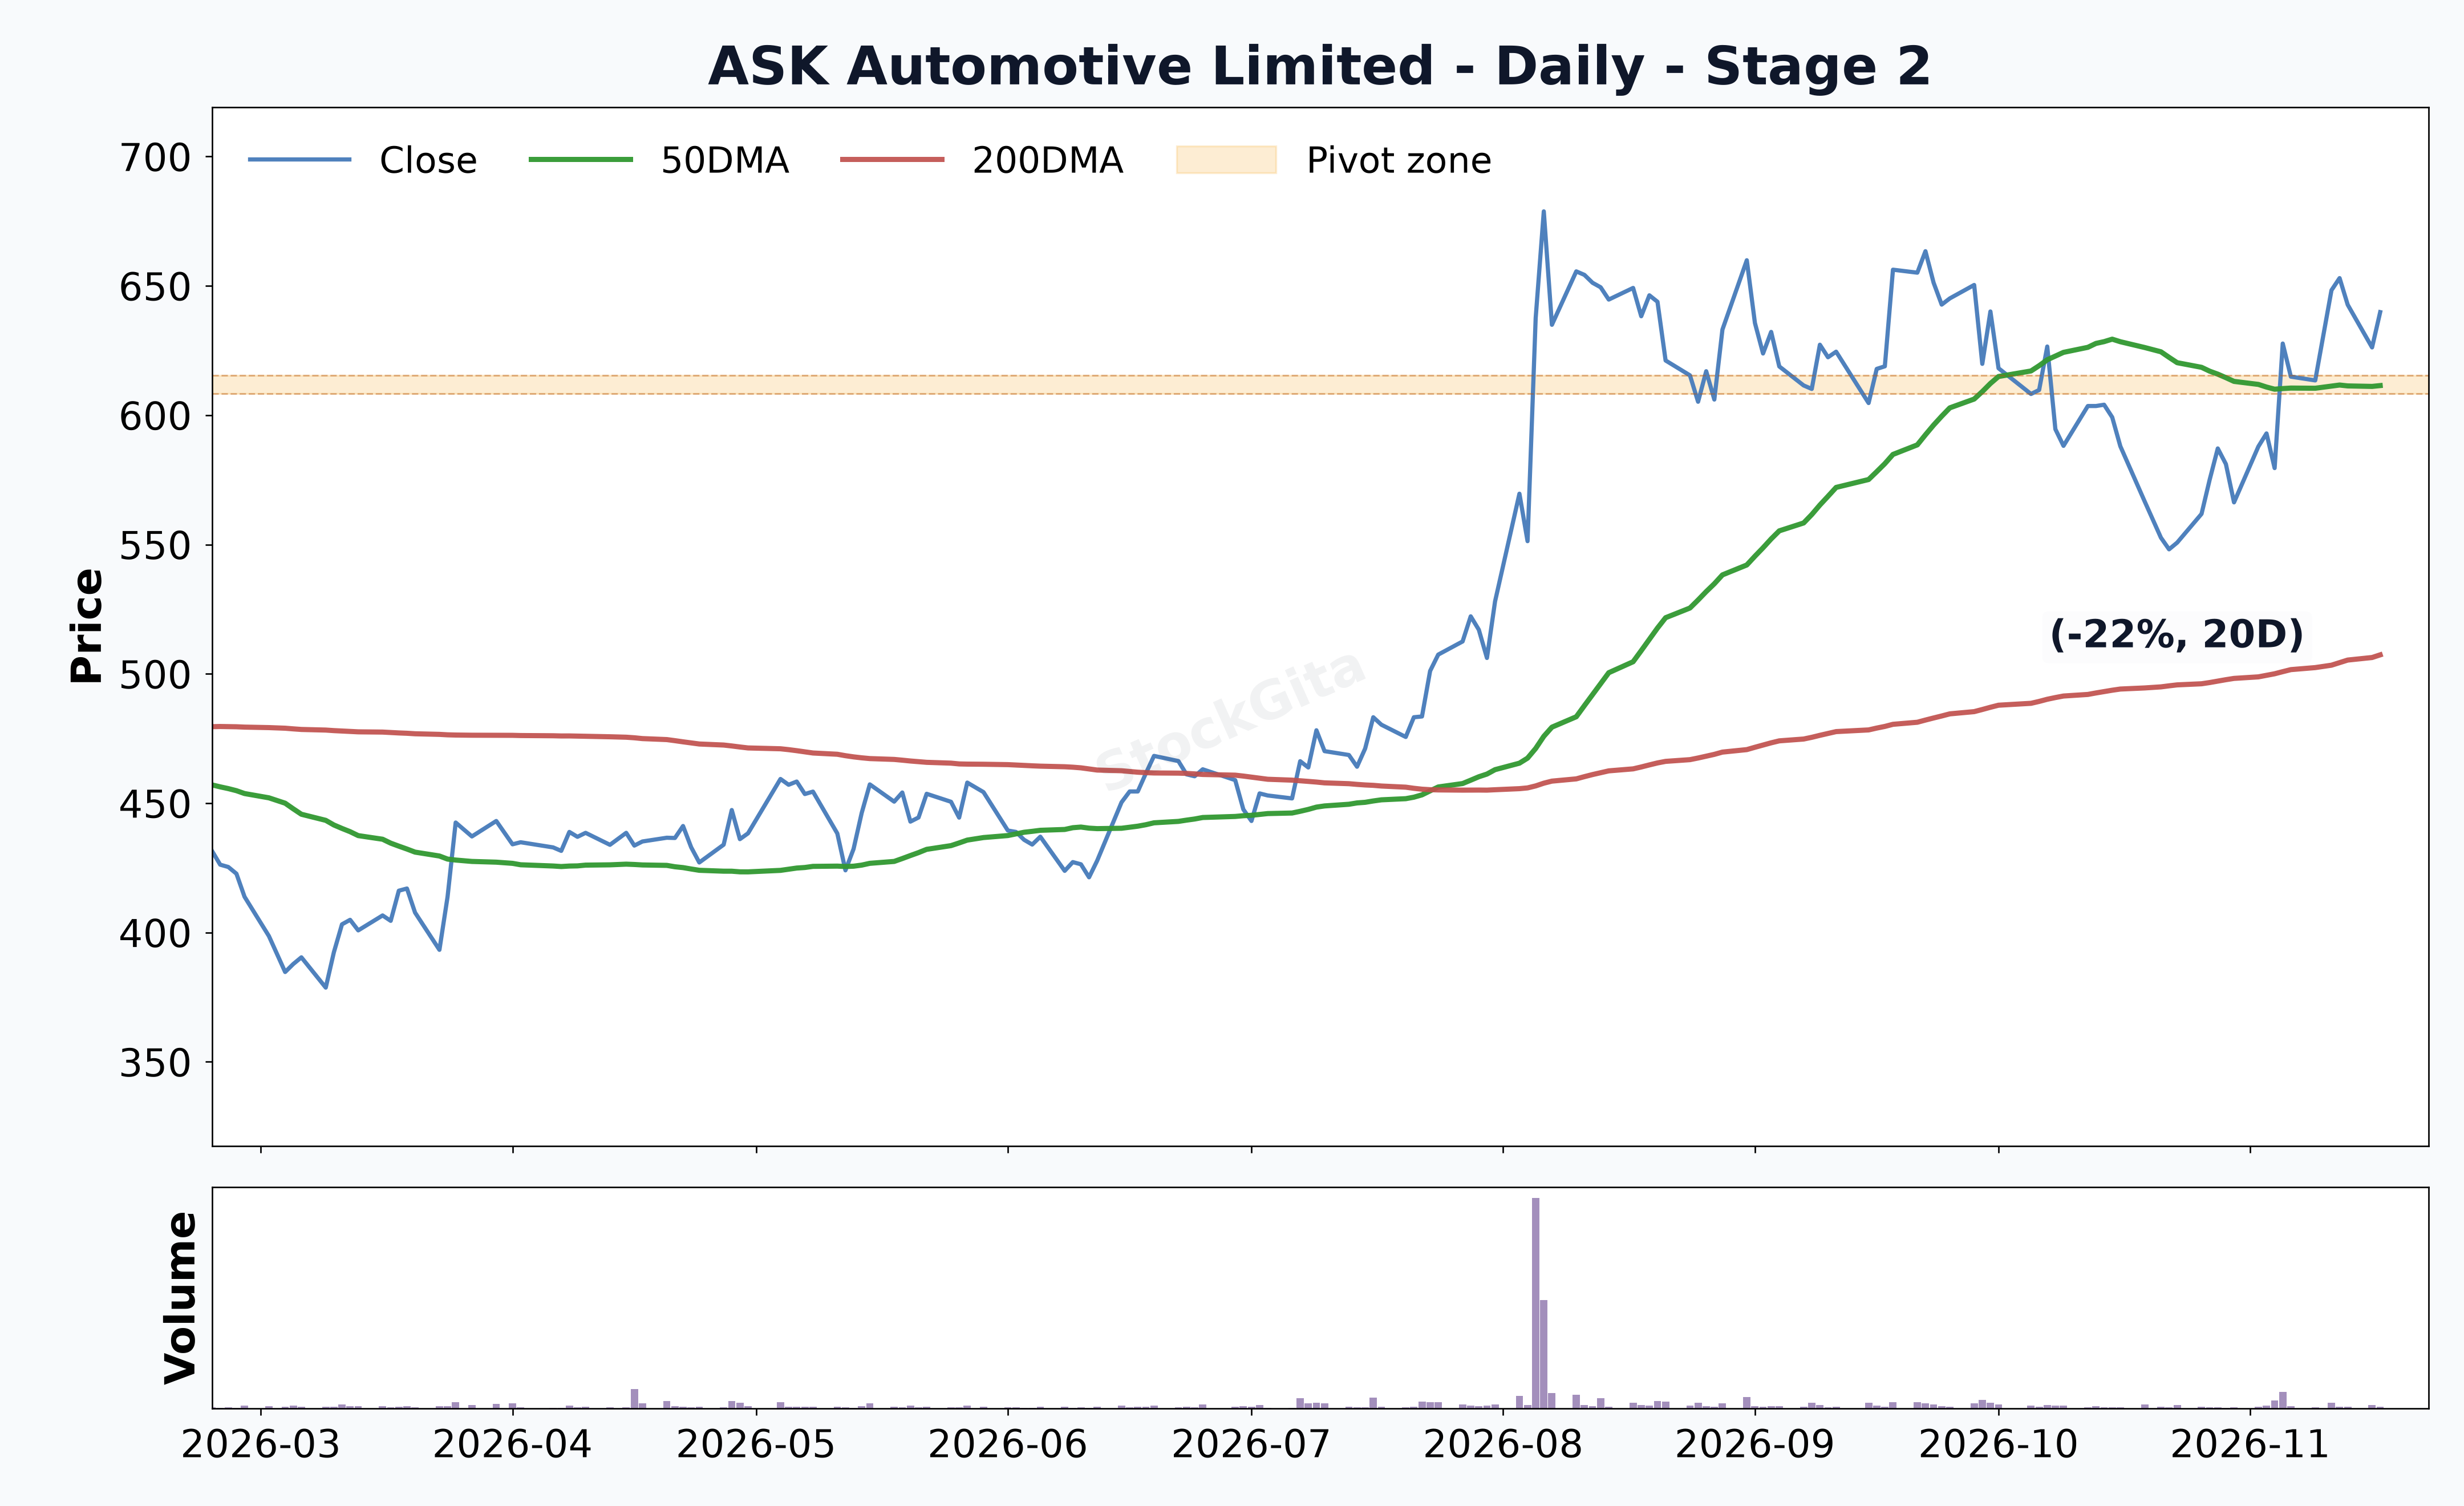 ASK Automotive Limited - Daily - Stage 2
Close 50DMA 200DMA Pivot zone
700
650
600
550
500
450
400
350
Price
(-22%, 20D)
StockGita
Volume
2026-03 2026-04 2026-05 2026-06 2026-07 2026-08 2026-09 2026-10 2026-11